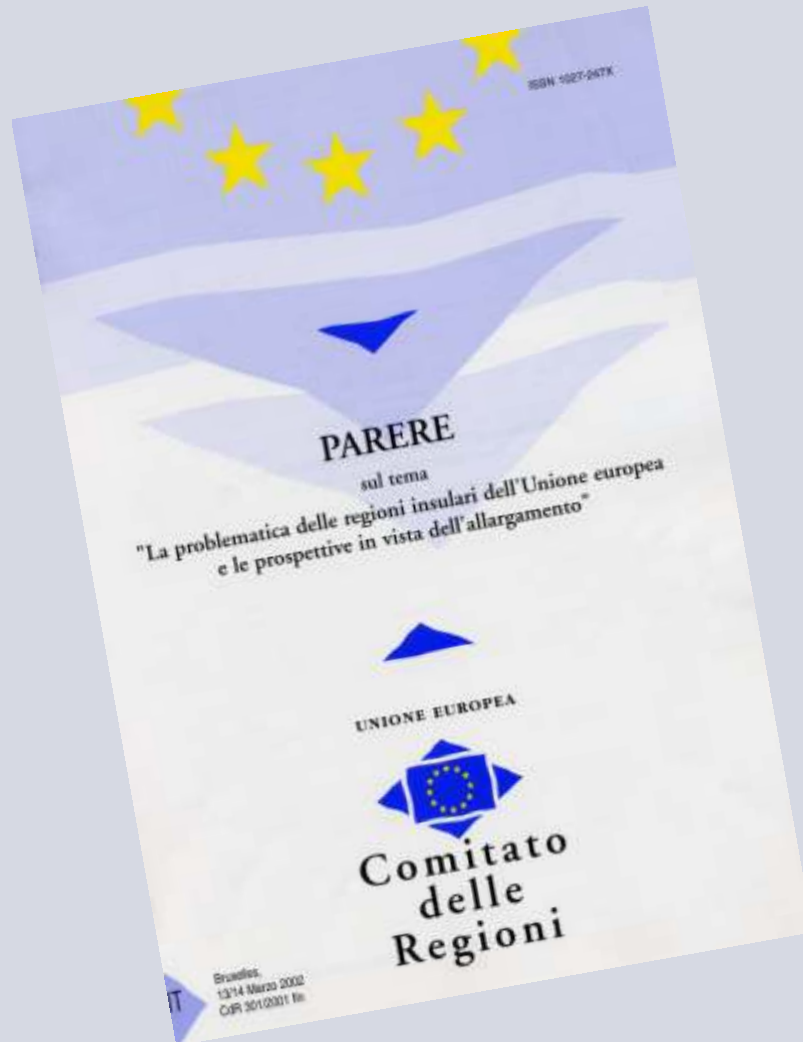 ISSN 1027-247X
PARERE
sul tema
"La problematica delle regioni insulari dell'Unione europea
e le prospettive in vista dell'allargamento"
UNIONE EUROPEA
Comitato
delle
Regioni
IT
Bruxelles,
13/14 Marzo 2002
CdR 301/2001 fin